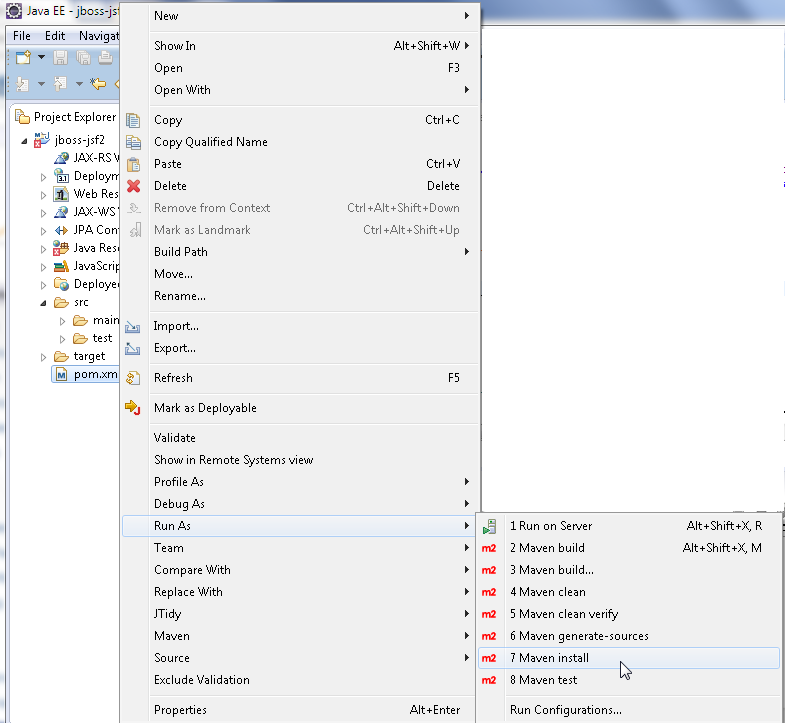 Java EE - jboss-jsf
File Edit Navigat
Project Explorer
jboss-jsf2
JAX-RS W
Deploym
Web Res
JAX-WS
JPA Con
Java Reso
JavaScrip
Deployed
src
main
test
target
pom.xm
New
Show In Alt+Shift+W
Open F3
Open With
Copy Ctrl+C
Copy Qualified Name
Paste Ctrl+V
Delete Delete
Remove from Context Ctrl+Alt+Shift+Down
Mark as Landmark Ctrl+Alt+Shift+Up
Build Path
Move...
Rename...
Import...
Export...
Refresh F5
Mark as Deployable
Validate
Show in Remote Systems view
Profile As
Debug As
Run As
Team
Compare With
Replace With
JTidy
Maven
Source
Exclude Validation
Properties Alt+Enter
1 Run on Server Alt+Shift+X, R
m2 2 Maven build Alt+Shift+X, M
m2 3 Maven build...
m2 4 Maven clean
m2 5 Maven clean verify
m2 6 Maven generate-sources
m2 7 Maven install
m2 8 Maven test
Run Configurations...